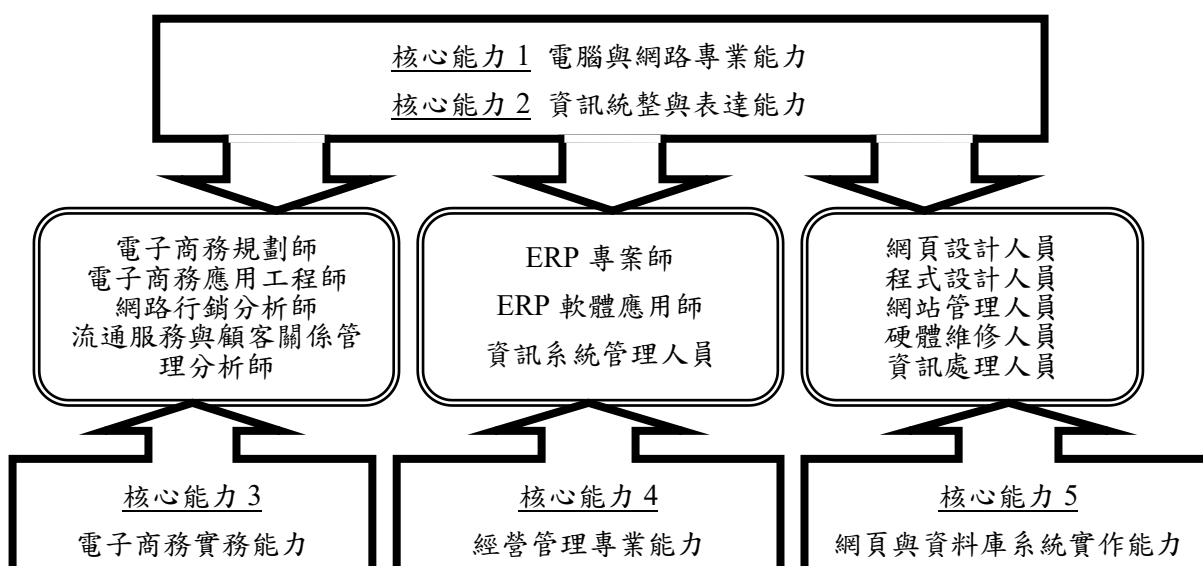 核心能力 1 電腦與網路專業能力
核心能力 2 資訊統整與表達能力
電子商務規劃師
電子商務應用工程師
網路行銷分析師
流通服務與顧客關係管
理分析師
ERP 專案師
ERP 軟體應用師
資訊系統管理人員
網頁設計人員
程式設計人員
網站管理人員
硬體維修人員
資訊處理人員
核心能力 3
電子商務實務能力
核心能力 4
經營管理專業能力
核心能力 5
網頁與資料庫系統實作能力